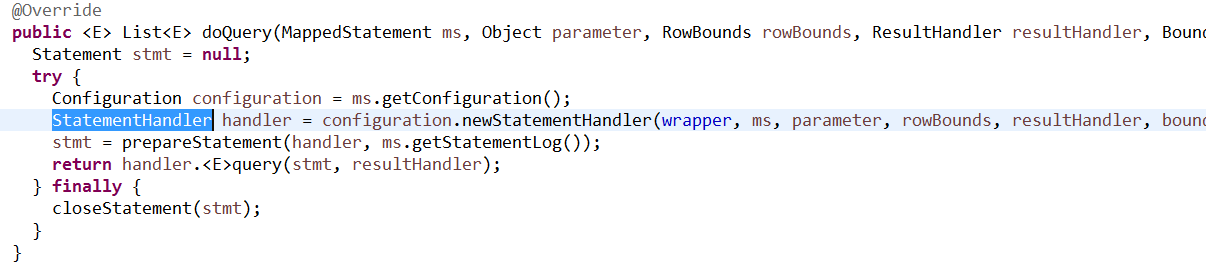 @Override
public <E> List<E> doQuery(MappedStatement ms, Object parameter, RowBounds rowBounds, ResultHandler resultHandler, Boun
Statement stmt = null;
try {
Configuration configuration = ms.getConfiguration();
StatementHandler handler = configuration.newStatementHandler(wrapper, ms, parameter, rowBounds, resultHandler, bound
stmt = prepareStatement(handler, ms.getStatementLog());
return handler.<E>query(stmt, resultHandler);
} finally {
closeStatement(stmt);
}
}